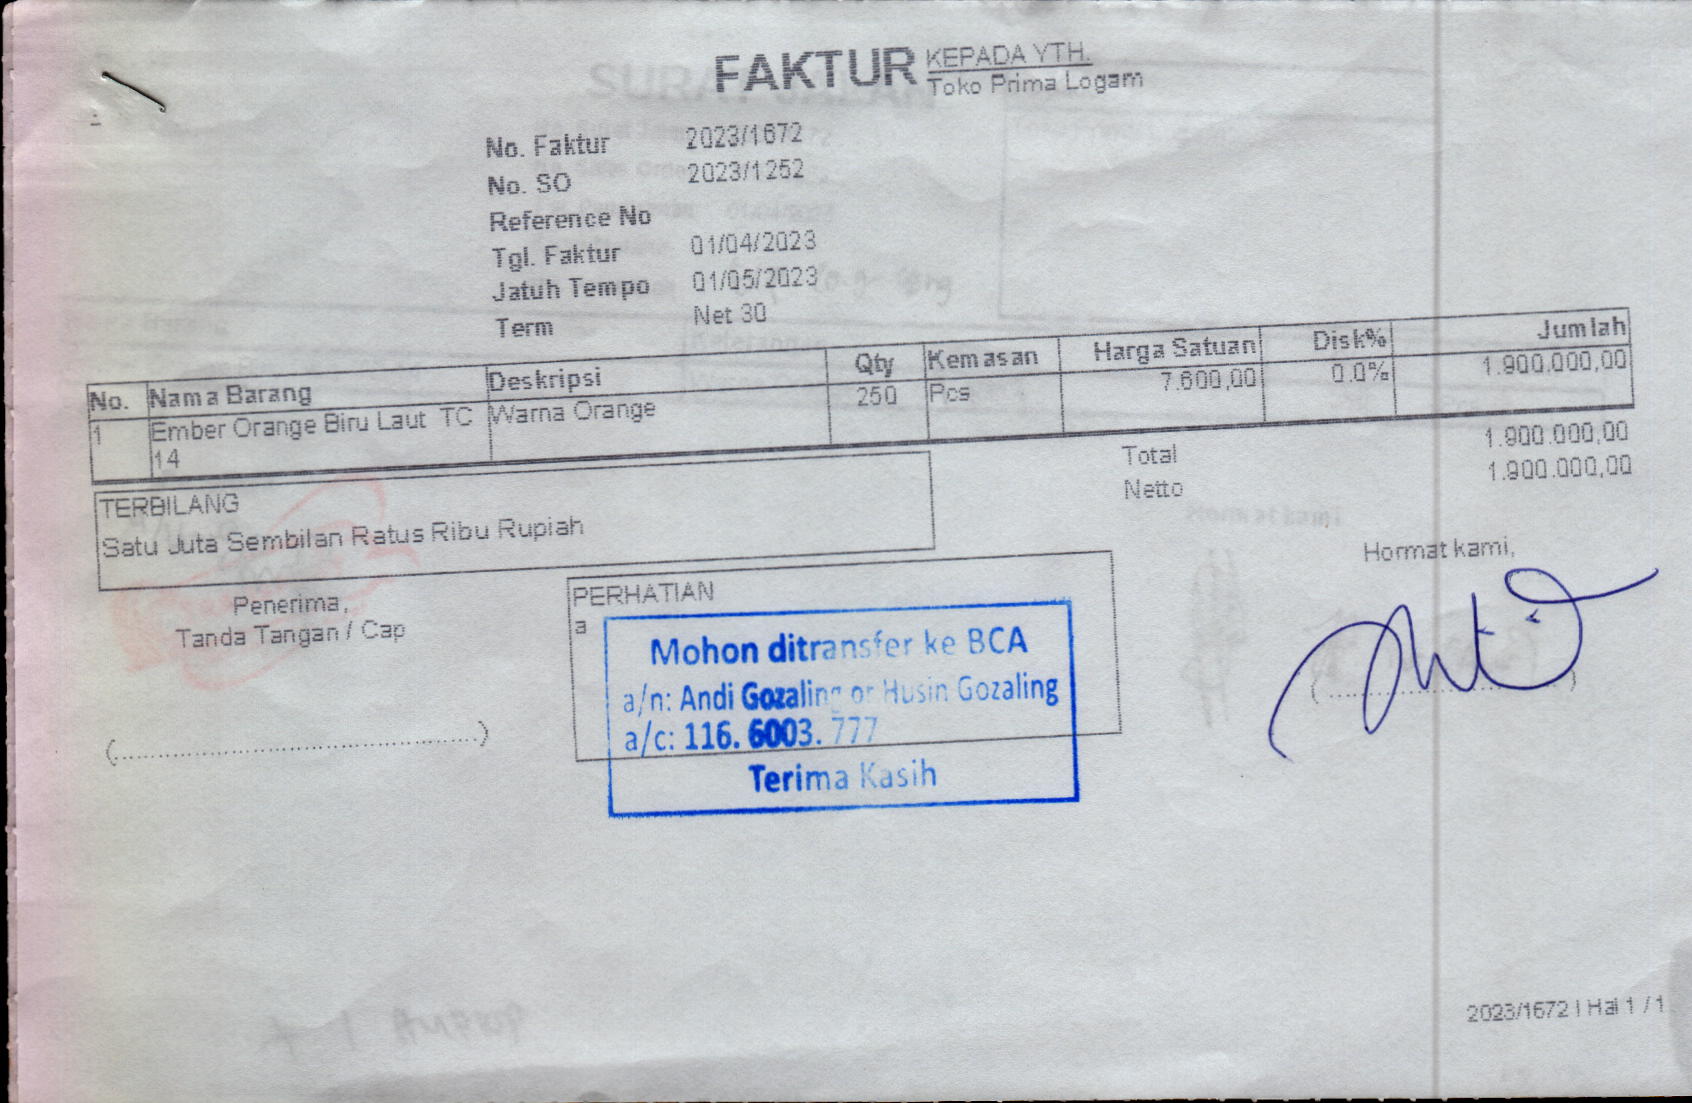 FAKTUR
KEPADA YTH.
Toko Prima Logam
No. Faktur 2023/1672
No. SO 2023/1252
Reference No
Tgl. Faktur 01/04/2023
Jatuh Tempo 01/05/2023
Term Net 30
No. Nama Barang Deskripsi Qty Kemasan Harga Satuan Disk% Jumlah
1 Ember Orange Biru Laut TC Warna Orange 250 Pcs 7.600,00 0.0% 1.900.000,00
14
Total 1.900.000,00
Netto 1.900.000,00
TERBILANG
Satu Juta Sembilan Ratus Ribu Rupiah
Penerima,
Tanda Tangan / Cap
(........................................)
PERHATIAN
a
Mohon ditransfer ke BCA
a/n: Andi Gozaling or Husin Gozaling
a/c: 116. 6003. 777
Terima Kasih
Hormat kami,
2023/1672 | Hal 1 / 1